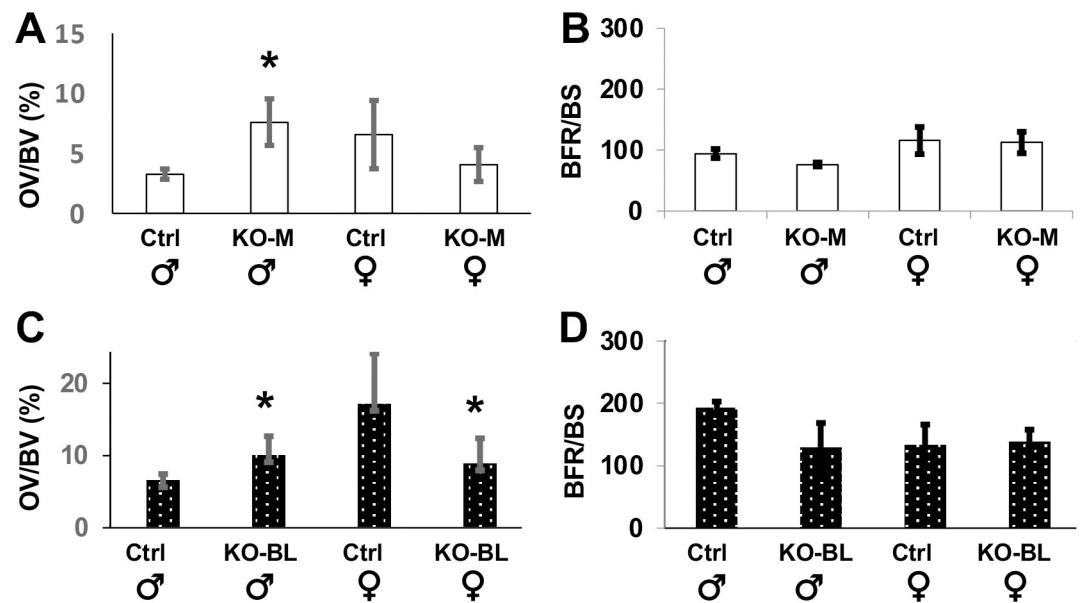 A
OV/BV (%)
15
10
5
0
*
Ctrl KO-M Ctrl KO-M
♂ ♂ ♀ ♀
B
BFR/BS
300
200
100
0
Ctrl KO-M Ctrl KO-M
♂ ♂ ♀ ♀
C
OV/BV (%)
20
10
0
* *
Ctrl KO-BL Ctrl KO-BL
♂ ♂ ♀ ♀
D
BFR/BS
300
200
100
0
Ctrl KO-BL Ctrl KO-BL
♂ ♂ ♀ ♀